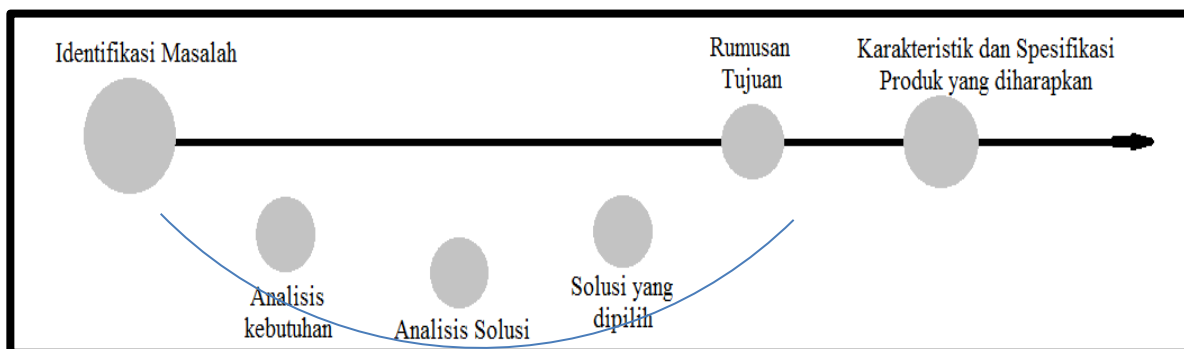 Identifikasi Masalah
Analisis
kebutuhan
Analisis Solusi
Solusi yang
dipilih
Rumusan
Tujuan
Karakteristik dan Spesifikasi
Produk yang diharapkan